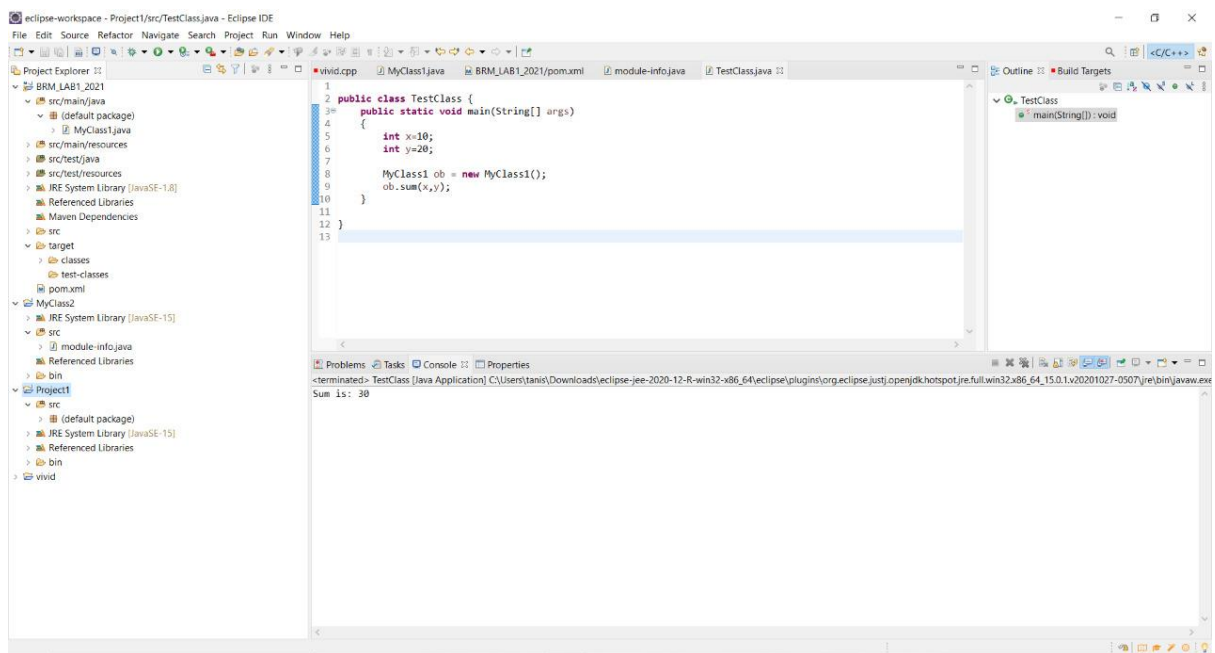 eclipse-workspace - Project1/src/TestClass.java - Eclipse IDE
File Edit Source Refactor Navigate Search Project Run Window Help
<C/C++>
Project Explorer
BRM_LAB1_2021
src/main/java
(default package)
MyClass1.java
src/main/resources
src/test/java
src/test/resources
JRE System Library [JavaSE-1.8]
Referenced Libraries
Maven Dependencies
src
target
classes
test-classes
pom.xml
MyClass2
JRE System Library [JavaSE-15]
src
module-info.java
Referenced Libraries
bin
Project1
src
(default package)
JRE System Library [JavaSE-15]
Referenced Libraries
bin
vivid
vivid.cpp MyClass1.java BRM_LAB1_2021/pom.xml module-info.java TestClass.java
1
2 public class TestClass {
3 public static void main(String[] args)
4 {
5 int x=10;
6 int y=20;
7
8 MyClass1 ob = new MyClass1();
9 ob.sum(x,y);
10 }
11
12 }
13
Outline Build Targets
TestClass
main(String[]) : void
Problems Tasks Console Properties
<terminated> TestClass [Java Application] C:\Users\tanis\Downloads\eclipse-jee-2020-12-R-win32-x86_64\eclipse\plugins\org.eclipse.justj.openjdk.hotspot.jre.full.win32.x86_64_15.0.1.v20201027-0507\jre\bin\javaw.exe
Sum is: 30